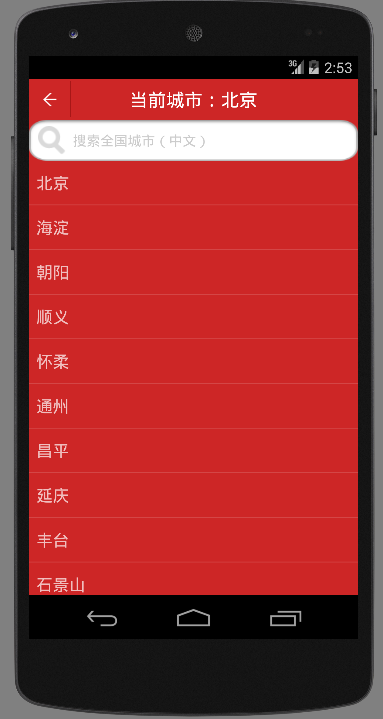 3G 2:53
当前城市：北京
搜索全国城市（中文）
北京
海淀
朝阳
顺义
怀柔
通州
昌平
延庆
丰台
石景山